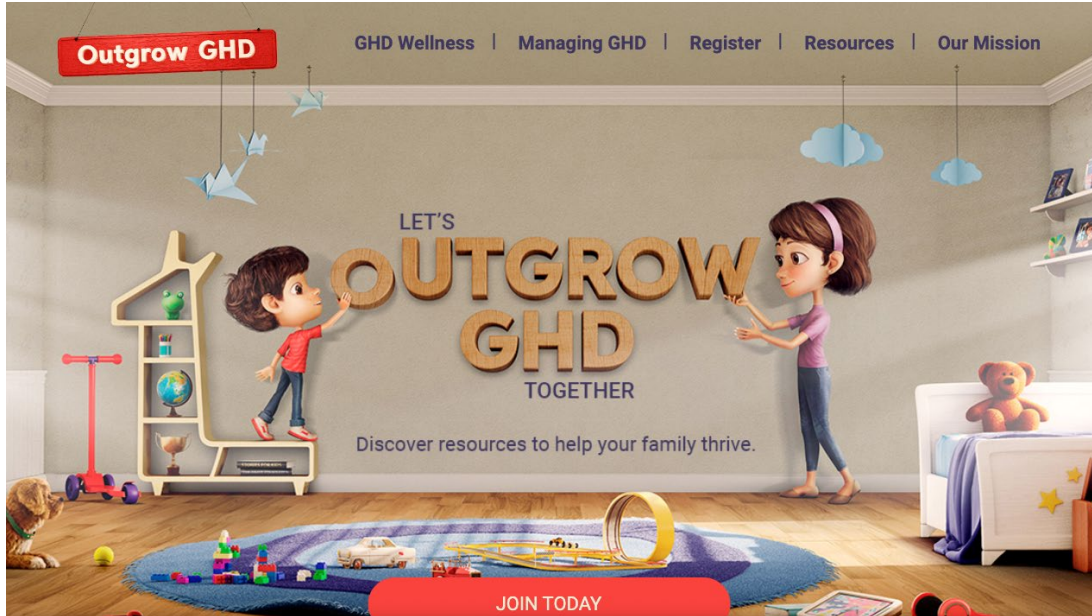 Outgrow GHD
GHD Wellness | Managing GHD | Register | Resources | Our Mission
LET'S
OUTGROW
GHD
TOGETHER
Discover resources to help your family thrive.
JOIN TODAY